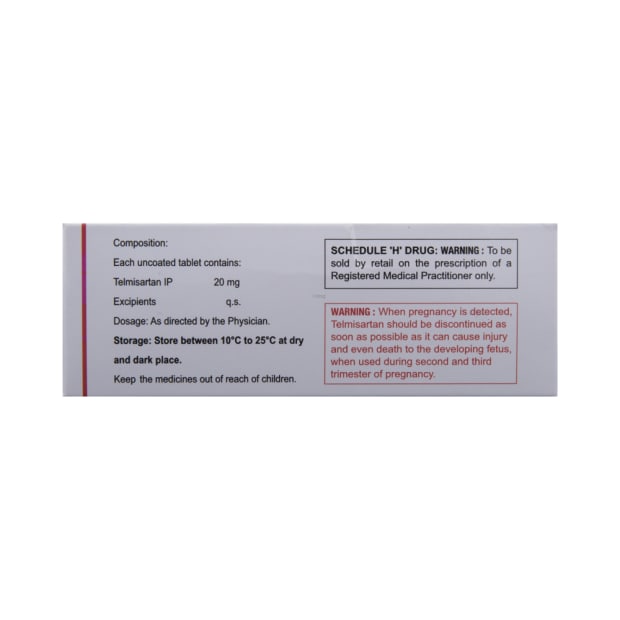 Composition:
Each uncoated tablet contains:
Telmisartan IP 20 mg
Excipients q.s.
Dosage: As directed by the Physician.
Storage: Store between 10°C to 25°C at dry
and dark place.
Keep the medicines out of reach of children.
SCHEDULE 'H' DRUG: WARNING : To be
sold by retail on the prescription of a
Registered Medical Practitioner only.
WARNING : When pregnancy is detected,
Telmisartan should be discontinued as
soon as possible as it can cause injury
and even death to the developing fetus,
when used during second and third
trimester of pregnancy.